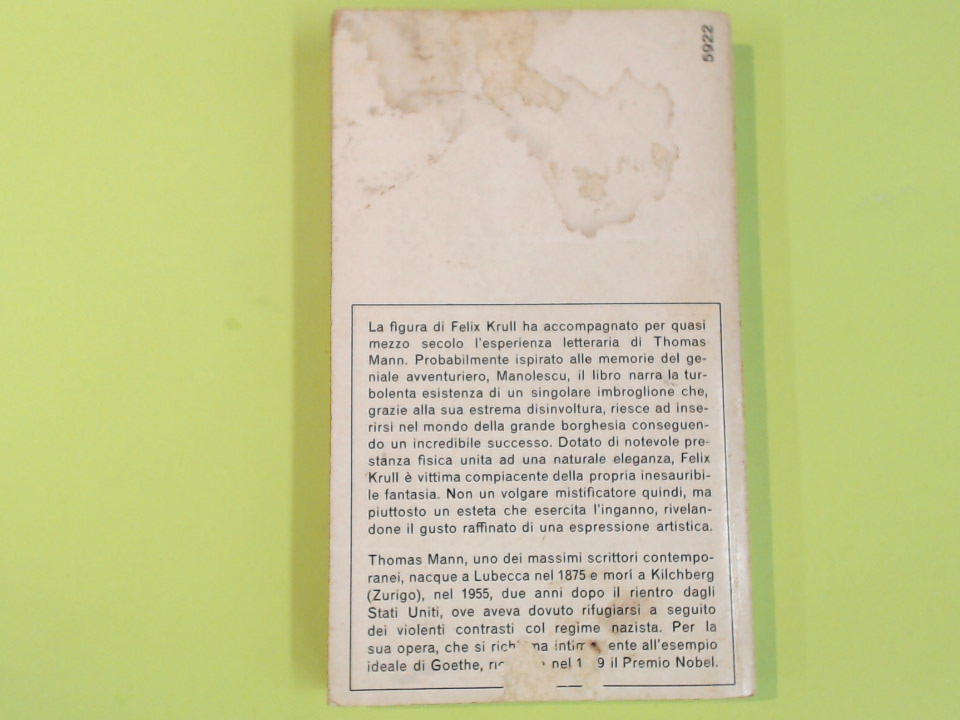 5922
La figura di Felix Krull ha accompagnato per quasi
mezzo secolo l'esperienza letteraria di Thomas
Mann. Probabilmente ispirato alle memorie del ge-
niale avventuriero, Manolescu, il libro narra la tur-
bolenta esistenza di un singolare imbroglione che,
grazie alla sua estrema disinvoltura, riesce ad inse-
rirsi nel mondo della grande borghesia conseguen-
do un incredibile successo. Dotato di notevole pre-
stanza fisica unita ad una naturale eleganza, Felix
Krull è vittima compiacente della propria inesauribi-
le fantasia. Non un volgare mistificatore quindi, ma
piuttosto un esteta che esercita l'inganno, rivelan-
done il gusto raffinato di una espressione artistica.
Thomas Mann, uno dei massimi scrittori contempo-
ranei, nacque a Lubecca nel 1875 e morí a Kilchberg
(Zurigo), nel 1955, due anni dopo il rientro dagli
Stati Uniti, ove aveva dovuto rifugiarsi a seguito
dei violenti contrasti col regime nazista. Per la
sua opera, che si all'esempio
ideale di Goethe, nel il Premio Nobel.